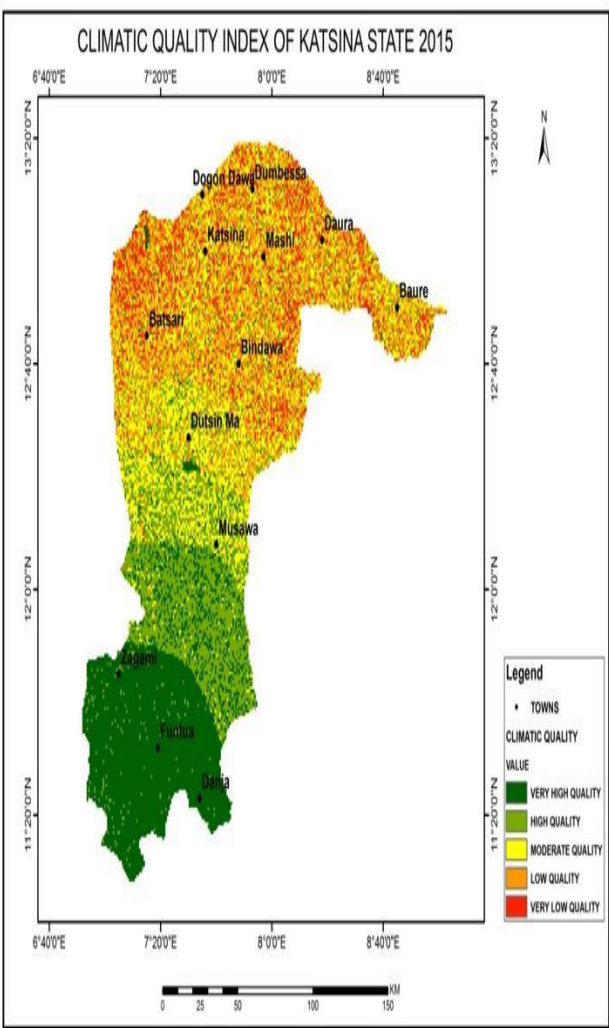 CLIMATIC QUALITY INDEX OF KATSINA STATE 2015
6°40'0"E 7°20'0"E 8°00'E 8°40'0"E
N
13°20'0"N 13°20'0"N
Dogon Dawa Dumbessa
Katsina Mashi Daura
Baure
Batsari
Bindawa
12°40'0"N 12°40'0"N
Dutsin Ma
Musawa
12°0'0"N 12°0'0"N
Zagami
Funtua
Danja
11°20'0"N 11°20'0"N
Legend
TOWNS
CLIMATIC QUALITY
VALUE
VERY HIGH QUALITY
HIGH QUALITY
MODERATE QUALITY
LOW QUALITY
VERY LOW QUALITY
6°40'0"E 7°20'0"E 8°00'E 8°40'0"E
KM
0 25 50 100 150